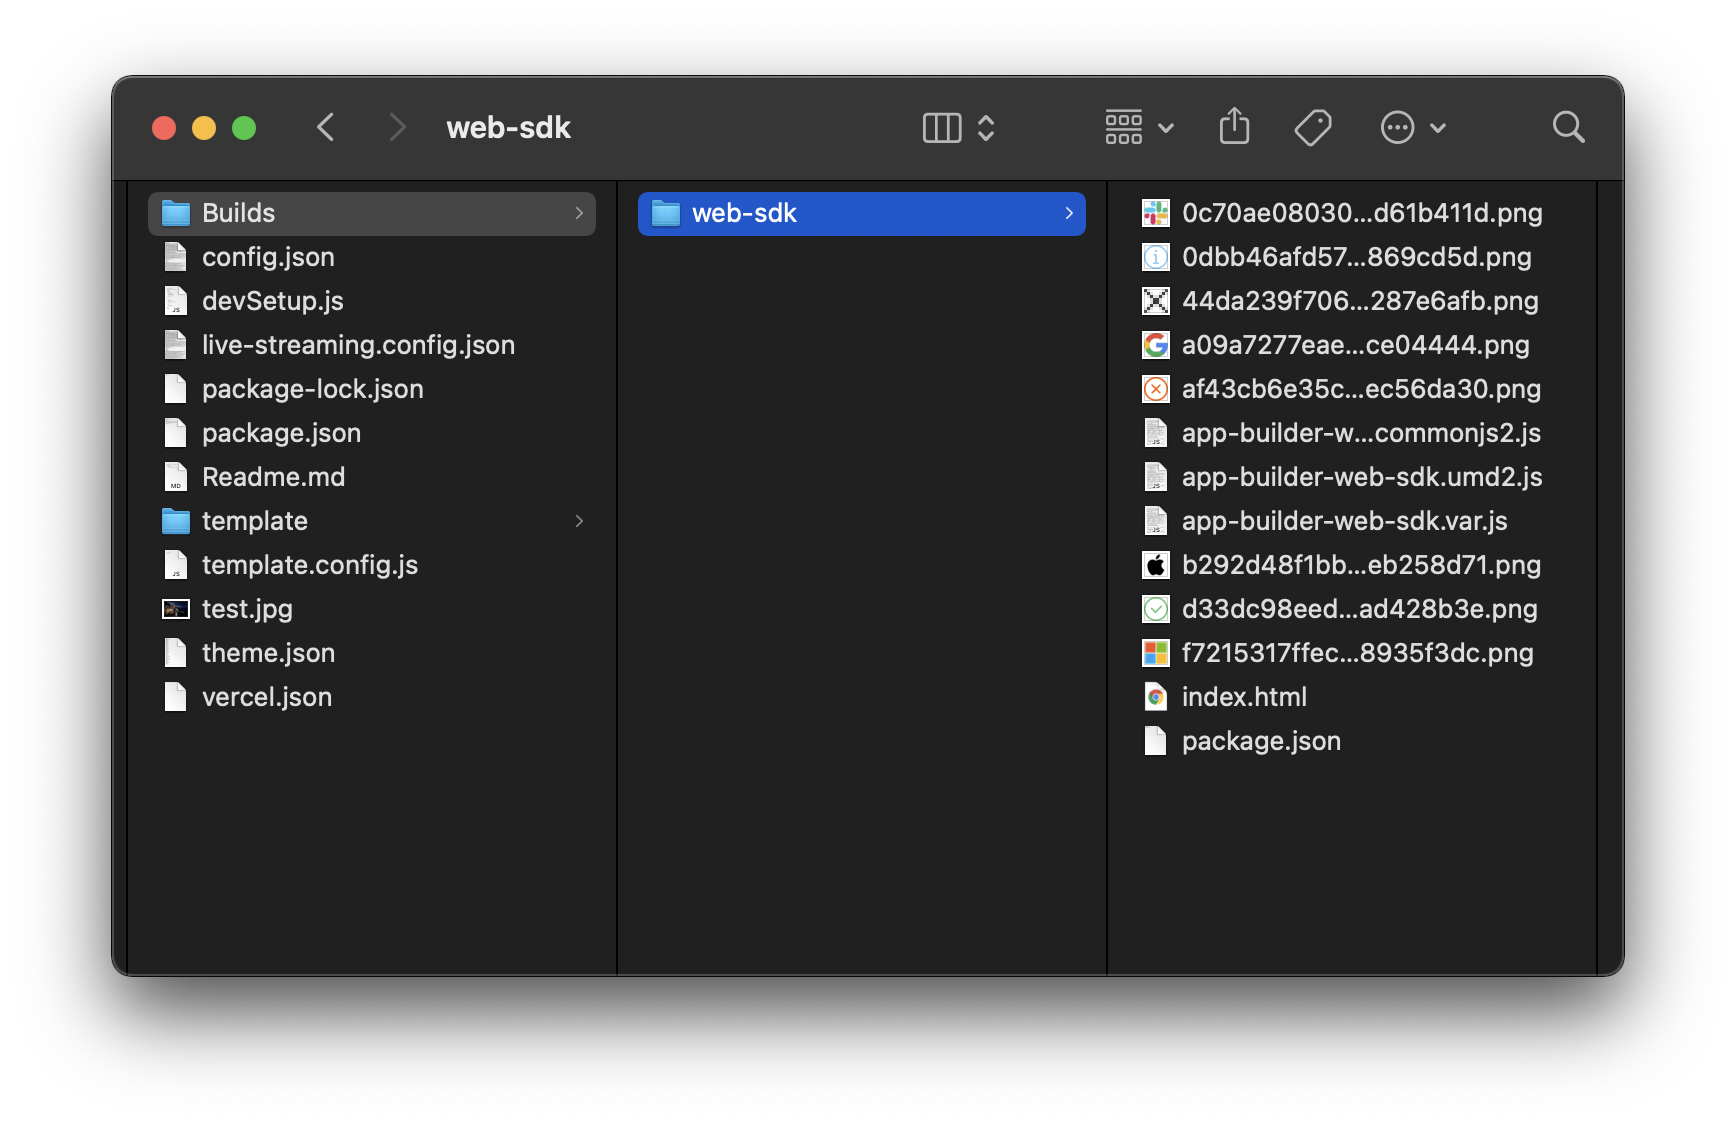 web-sdk
Builds
config.json
devSetup.js
live-streaming.config.json
package-lock.json
package.json
Readme.md
template
template.config.js
test.jpg
theme.json
vercel.json
web-sdk
0c70ae08030...d61b411d.png
0dbb46afd57...869cd5d.png
44da239f706...287e6afb.png
a09a7277eae...ce04444.png
af43cb6e35c...ec56da30.png
app-builder-w...commonjs2.js
app-builder-web-sdk.umd2.js
app-builder-web-sdk.var.js
b292d48f1bb...eb258d71.png
d33dc98eed...ad428b3e.png
f7215317ffec...8935f3dc.png
index.html
package.json